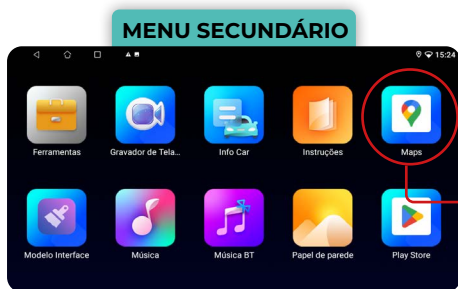 MENU SECUNDÁRIO
15:24
Ferramentas
Gravador de Tela...
Info Car
Instruções
Maps
Modelo Interface
Música
Música BT
Papel de parede
Play Store